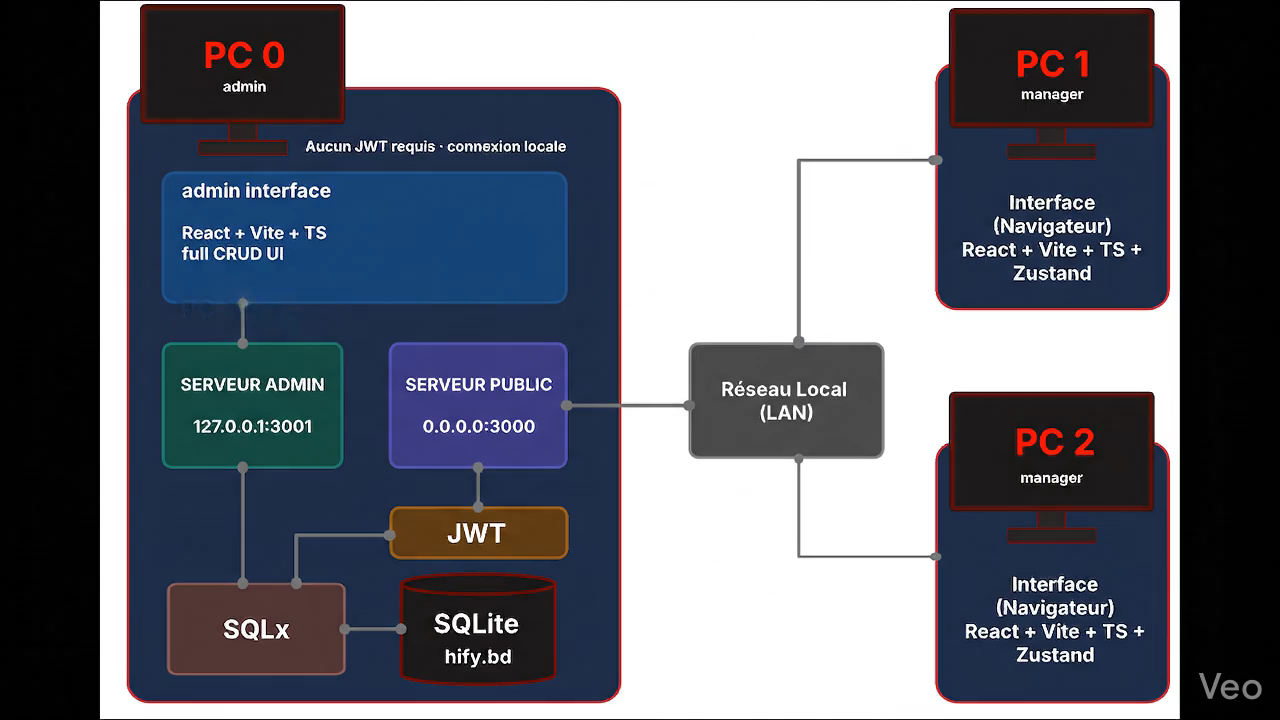 PC 0
admin
Aucun JWT requis · connexion locale
admin interface
React + Vite + TS
full CRUD UI
SERVEUR ADMIN
127.0.0.1:3001
SERVEUR PUBLIC
0.0.0.0:3000
JWT
SQLx
SQLite
hify.bd
Réseau Local
(LAN)
PC 1
manager
Interface
(Navigateur)
React + Vite + TS +
Zustand
PC 2
manager
Interface
(Navigateur)
React + Vite + TS +
Zustand
Veo